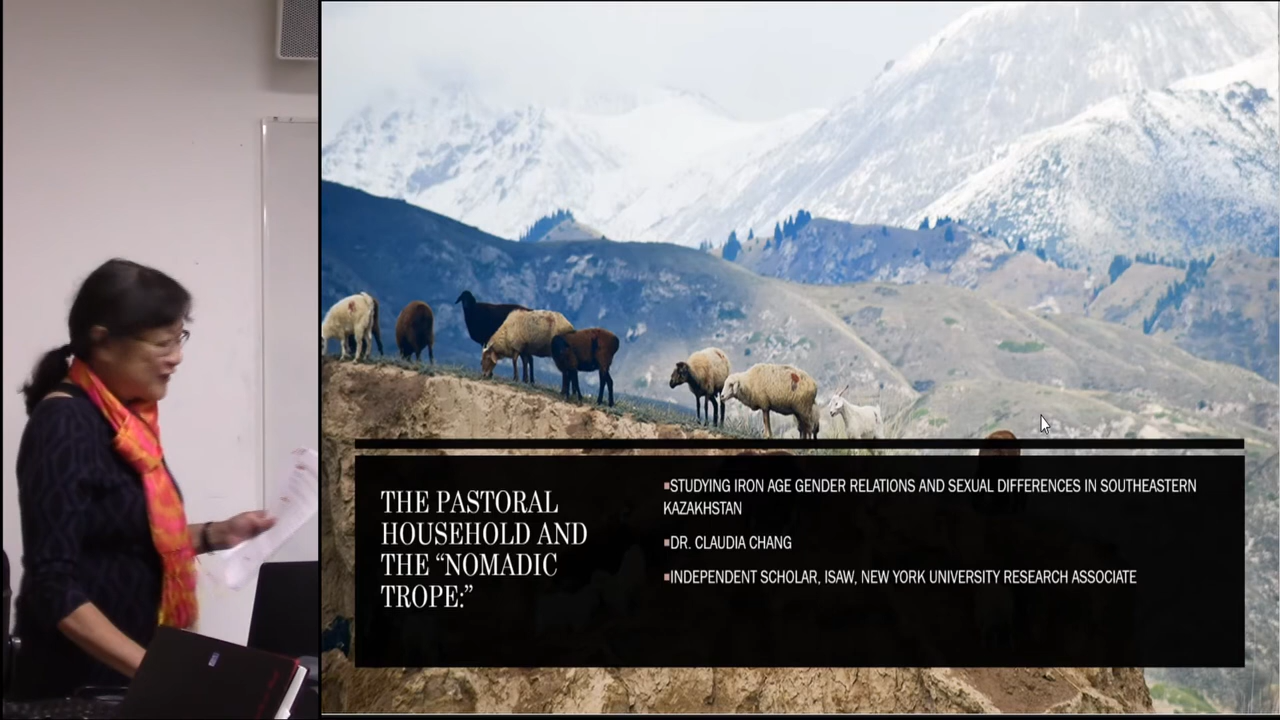 THE PASTORAL
HOUSEHOLD AND
THE “NOMADIC
TROPE:”
▪STUDYING IRON AGE GENDER RELATIONS AND SEXUAL DIFFERENCES IN SOUTHEASTERN
KAZAKHSTAN
▪DR. CLAUDIA CHANG
▪INDEPENDENT SCHOLAR, ISAW, NEW YORK UNIVERSITY RESEARCH ASSOCIATE